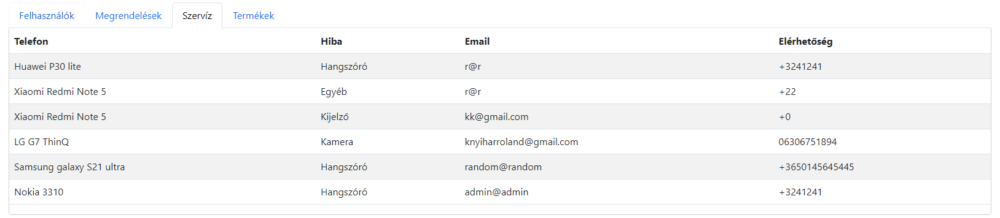 Felhasználók Megrendelések Szervíz Termékek
Telefon Hiba Email Elérhetőség
Huawei P30 lite Hangszóró r@r +3241241
Xiaomi Redmi Note 5 Egyéb r@r +22
Xiaomi Redmi Note 5 Kijelző kk@gmail.com +0
LG G7 ThinQ Kamera knyiharroland@gmail.com 06306751894
Samsung galaxy S21 ultra Hangszóró random@random +3650145645445
Nokia 3310 Hangszóró admin@admin +3241241